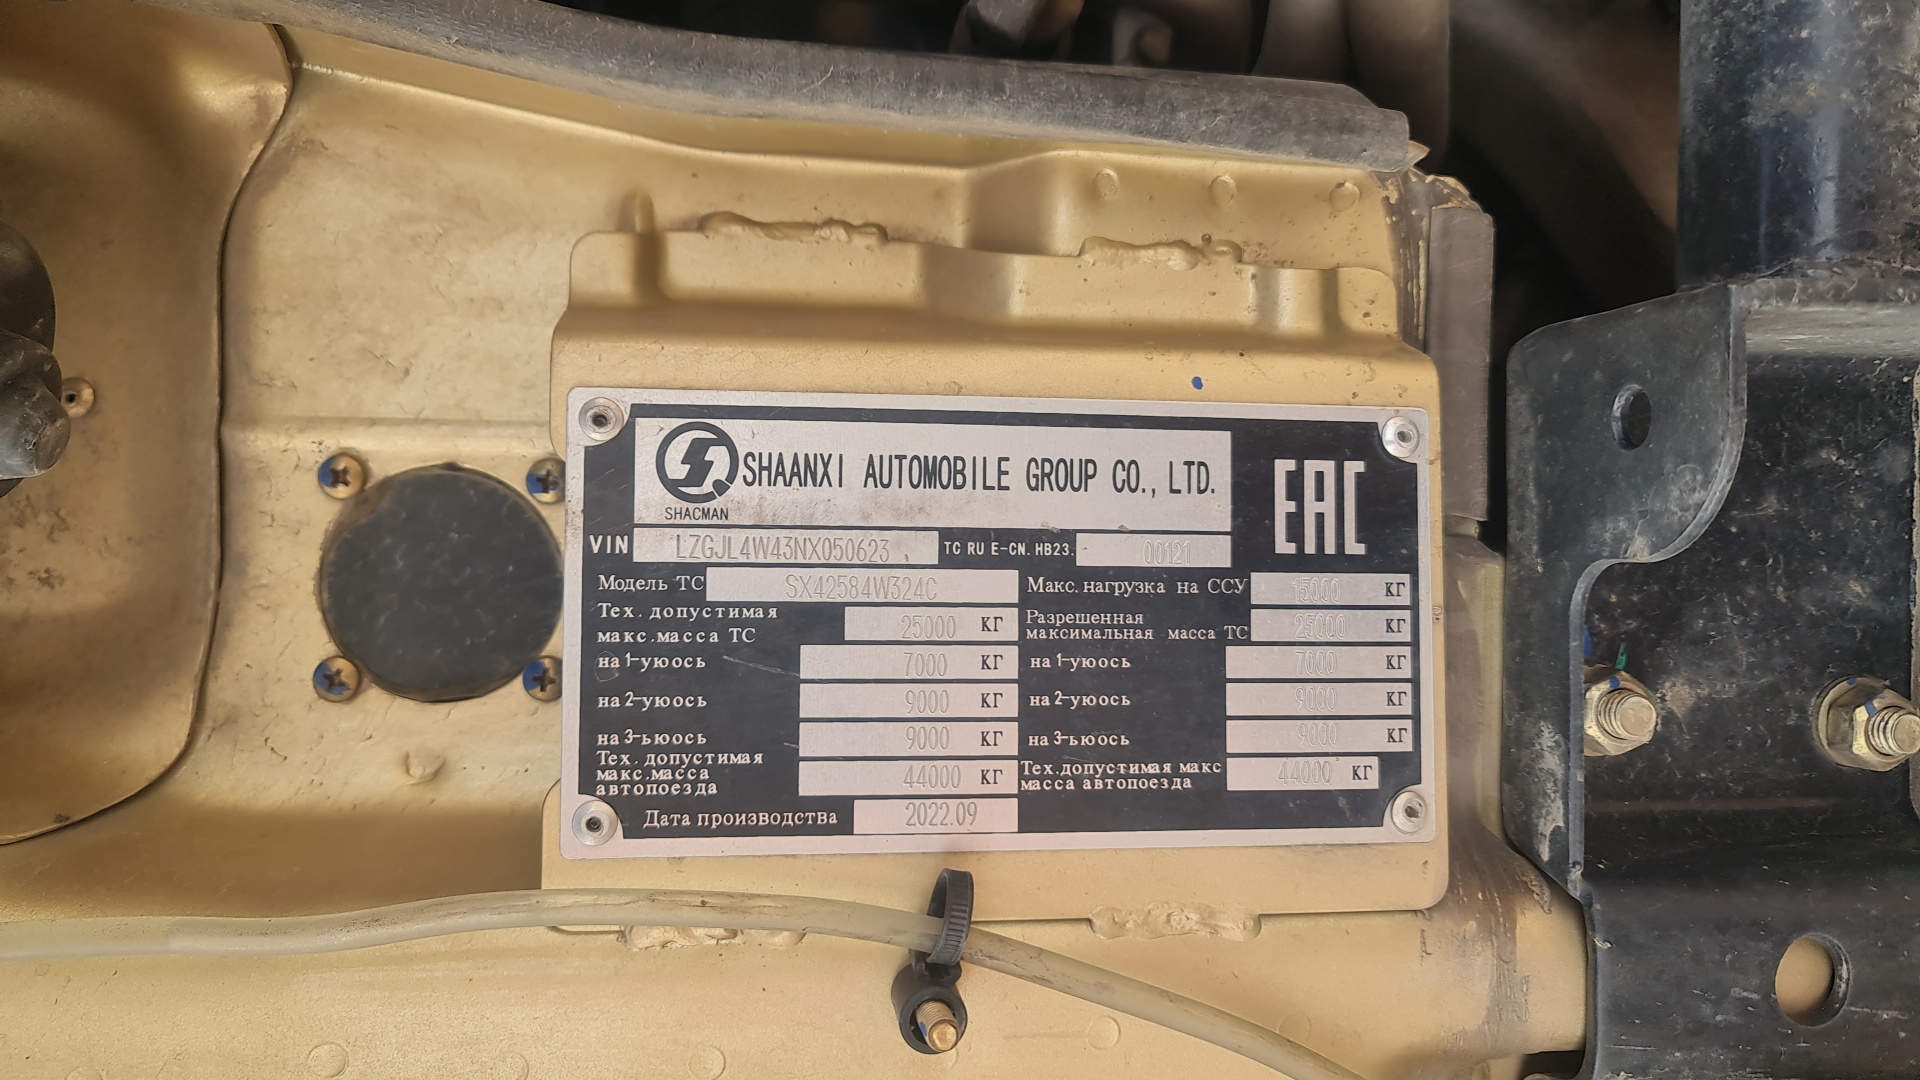 SHAANXI AUTOMOBILE GROUP CO., LTD.
SHACMAN
EAC
VIN LZGJL4W43NX050623 TC RU E-CN. HB23. 00121
Модель ТС SX42584W324C Макс. нагрузка на ССУ 15000 КГ
Тех. допустимая
макс.масса ТС 25000 КГ Разрешенная
максимальная масса ТС 25000 КГ
на 1-уюось 7000 КГ на 1-уюось 7000 КГ
на 2-уюось 9000 КГ на 2-уюось 9000 КГ
на 3-ьюось 9000 КГ на 3-ьюось 9000 КГ
Тех. допустимая
макс.масса
автопоезда 44000 КГ Тех.допустимая макс
масса автопоезда 44000 КГ
Дата производства 2022.09